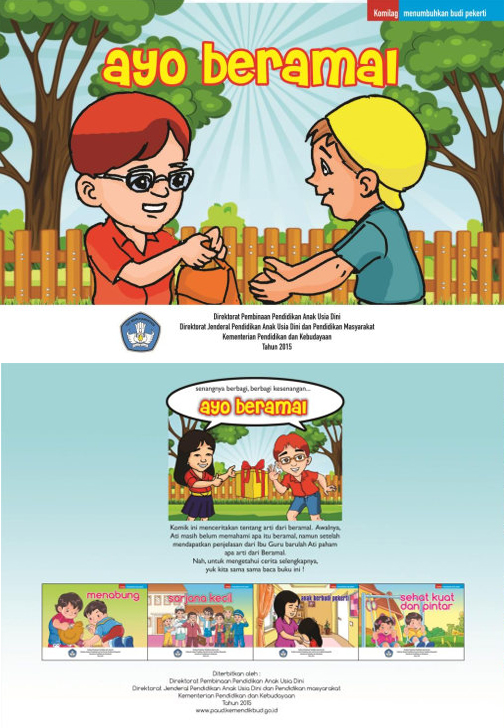 Komilag menumbuhkan budi pekerti
ayo beramal
Direktorat Pembinaan Pendidikan Anak Usia Dini
Direktorat Jenderal Pendidikan Anak Usia Dini dan Pendidikan Masyarakat
Kementerian Pendidikan dan Kebudayaan
Tahun 2015
senangnya berbagi, berbagi kesenangan...
ayo beramal
Komik ini menceritakan tentang arti dari beramal. Awalnya,
Ati masih belum memahami apa itu beramal, namun setelah
mendapatkan penjelasan dari Ibu Guru barulah Ati paham
apa arti dari Beramal.
Nah, untuk mengetahui cerita selengkapnya,
yuk kita sama sama baca buku ini !
menabung
sarjana kecil
anak berbudi pekerti
sehat kuat
dan pintar
Diterbitkan oleh :
Direktorat Pembinaan Pendidikan Anak Usia Dini
Direktorat Jenderal Pendidikan Anak Usia Dini dan Pendidikan masyarakat
Kementerian Pendidikan dan Kebudayaan
Tahun 2015
www.paud.kemendikbud.go.id